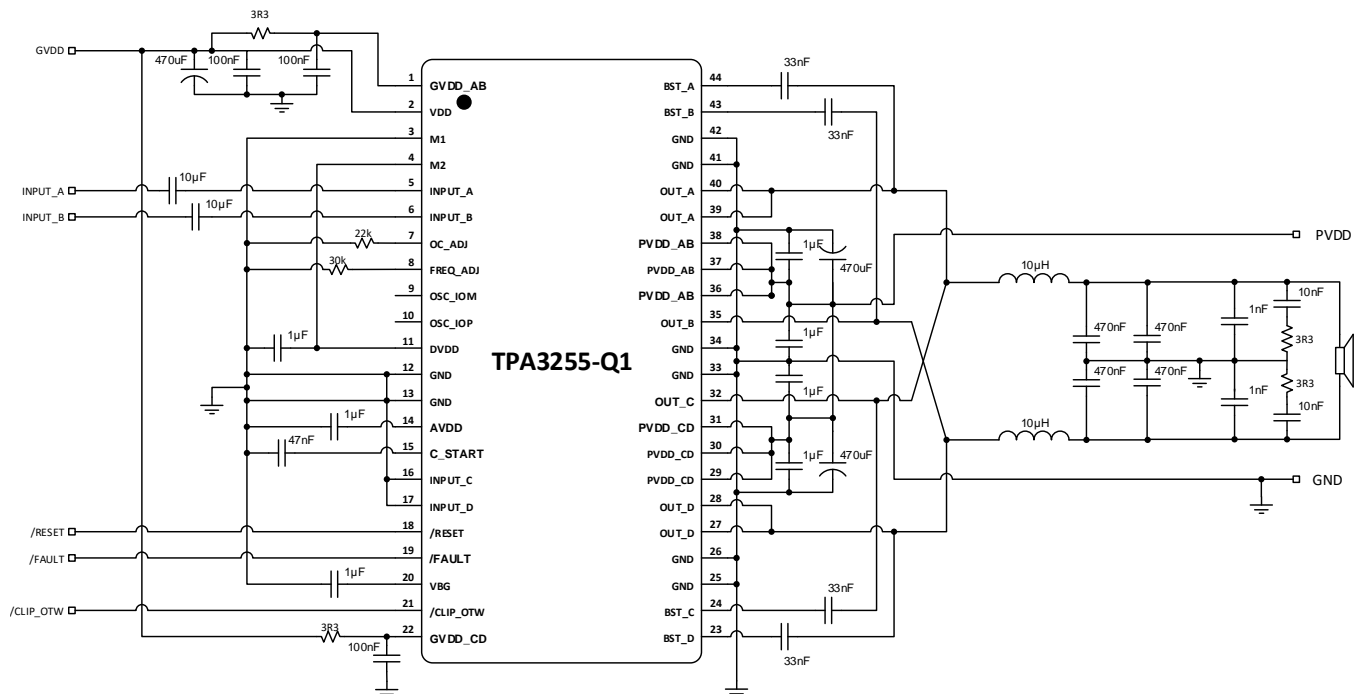 3R3
GVDD
470uF
100nF
100nF
1
GVDD_AB
2
VDD
3
M1
4
M2
INPUT_A
10µF
5
INPUT_A
INPUT_B
10µF
6
INPUT_B
22k
7
OC_ADJ
30k
8
FREQ_ADJ
9
OSC_IOM
10
OSC_IOP
1µF
11
DVDD
12
GND
13
GND
1µF
14
AVDD
47nF
15
C_START
16
INPUT_C
17
INPUT_D
/RESET
18
/RESET
/FAULT
19
/FAULT
1µF
20
VBG
/CLIP_OTW
21
/CLIP_OTW
3R3
22
GVDD_CD
100nF
TPA3255-Q1
44
BST_A
33nF
43
BST_B
33nF
42
GND
41
GND
40
OUT_A
39
OUT_A
38
PVDD_AB
37
PVDD_AB
36
PVDD_AB
1µF
470uF
35
OUT_B
34
GND
1µF
33
GND
1µF
32
OUT_C
31
PVDD_CD
30
PVDD_CD
29
PVDD_CD
1µF
470uF
28
OUT_D
27
OUT_D
26
GND
25
GND
24
BST_C
33nF
23
BST_D
33nF
PVDD
10µH
470nF
470nF
1nF
10nF
3R3
470nF
470nF
1nF
3R3
10nF
10µH
GND